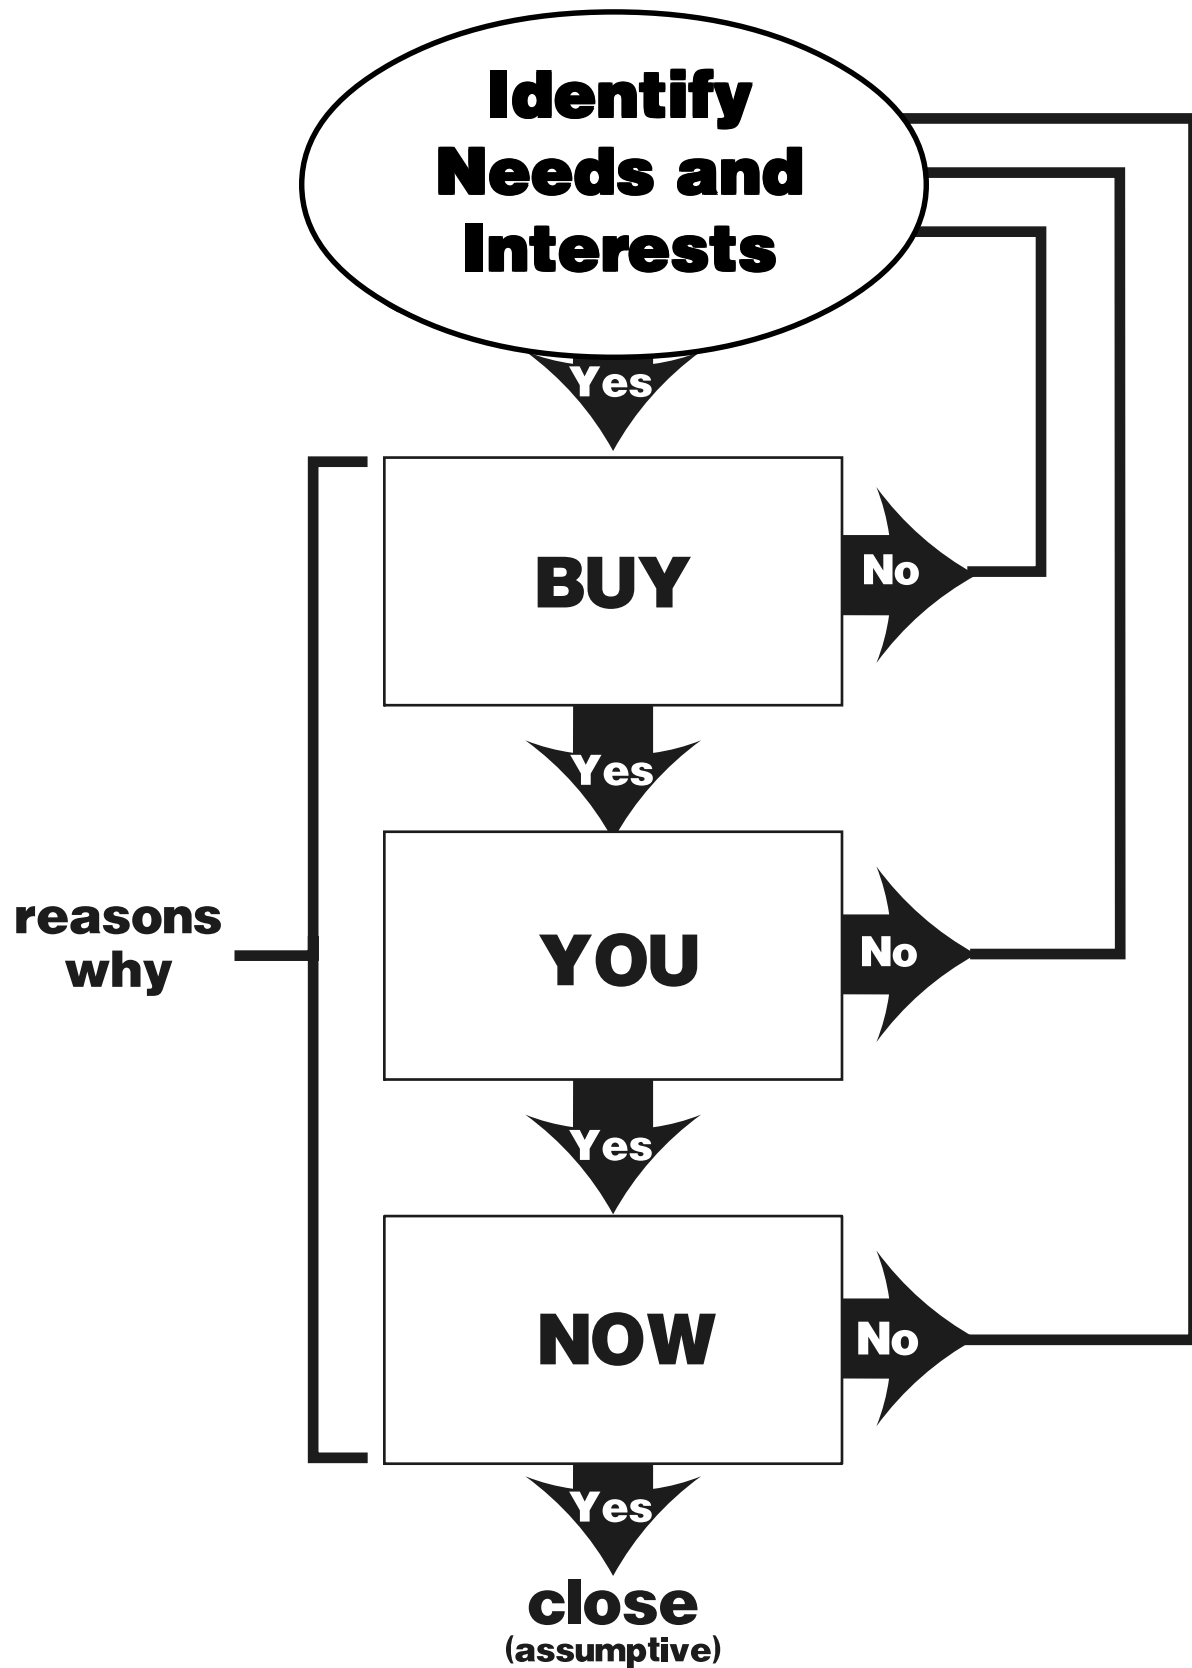 Identify
Needs and
Interests
Yes
BUY
No
Yes
reasons
why
YOU
No
Yes
NOW
No
Yes
close
(assumptive)